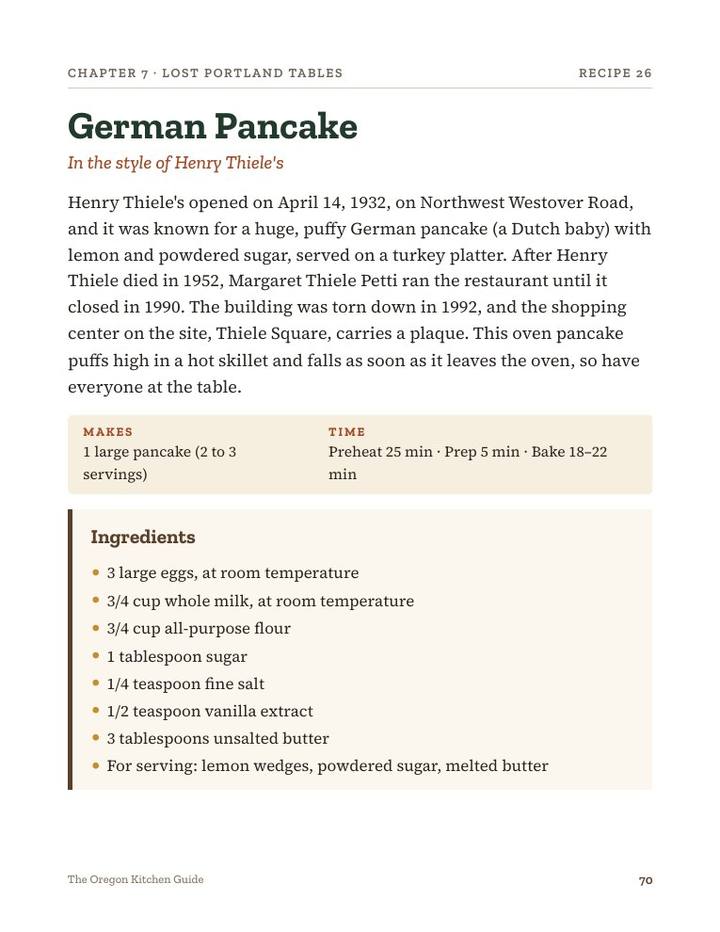 CHAPTER 7 · LOST PORTLAND TABLES
RECIPE 26
German Pancake
In the style of Henry Thiele's
Henry Thiele's opened on April 14, 1932, on Northwest Westover Road,
and it was known for a huge, puffy German pancake (a Dutch baby) with
lemon and powdered sugar, served on a turkey platter. After Henry
Thiele died in 1952, Margaret Thiele Petti ran the restaurant until it
closed in 1990. The building was torn down in 1992, and the shopping
center on the site, Thiele Square, carries a plaque. This oven pancake
puffs high in a hot skillet and falls as soon as it leaves the oven, so have
everyone at the table.
MAKES
1 large pancake (2 to 3
servings)
TIME
Preheat 25 min · Prep 5 min · Bake 18–22
min
Ingredients
• 3 large eggs, at room temperature
• 3/4 cup whole milk, at room temperature
• 3/4 cup all-purpose flour
• 1 tablespoon sugar
• 1/4 teaspoon fine salt
• 1/2 teaspoon vanilla extract
• 3 tablespoons unsalted butter
• For serving: lemon wedges, powdered sugar, melted butter
The Oregon Kitchen Guide
70